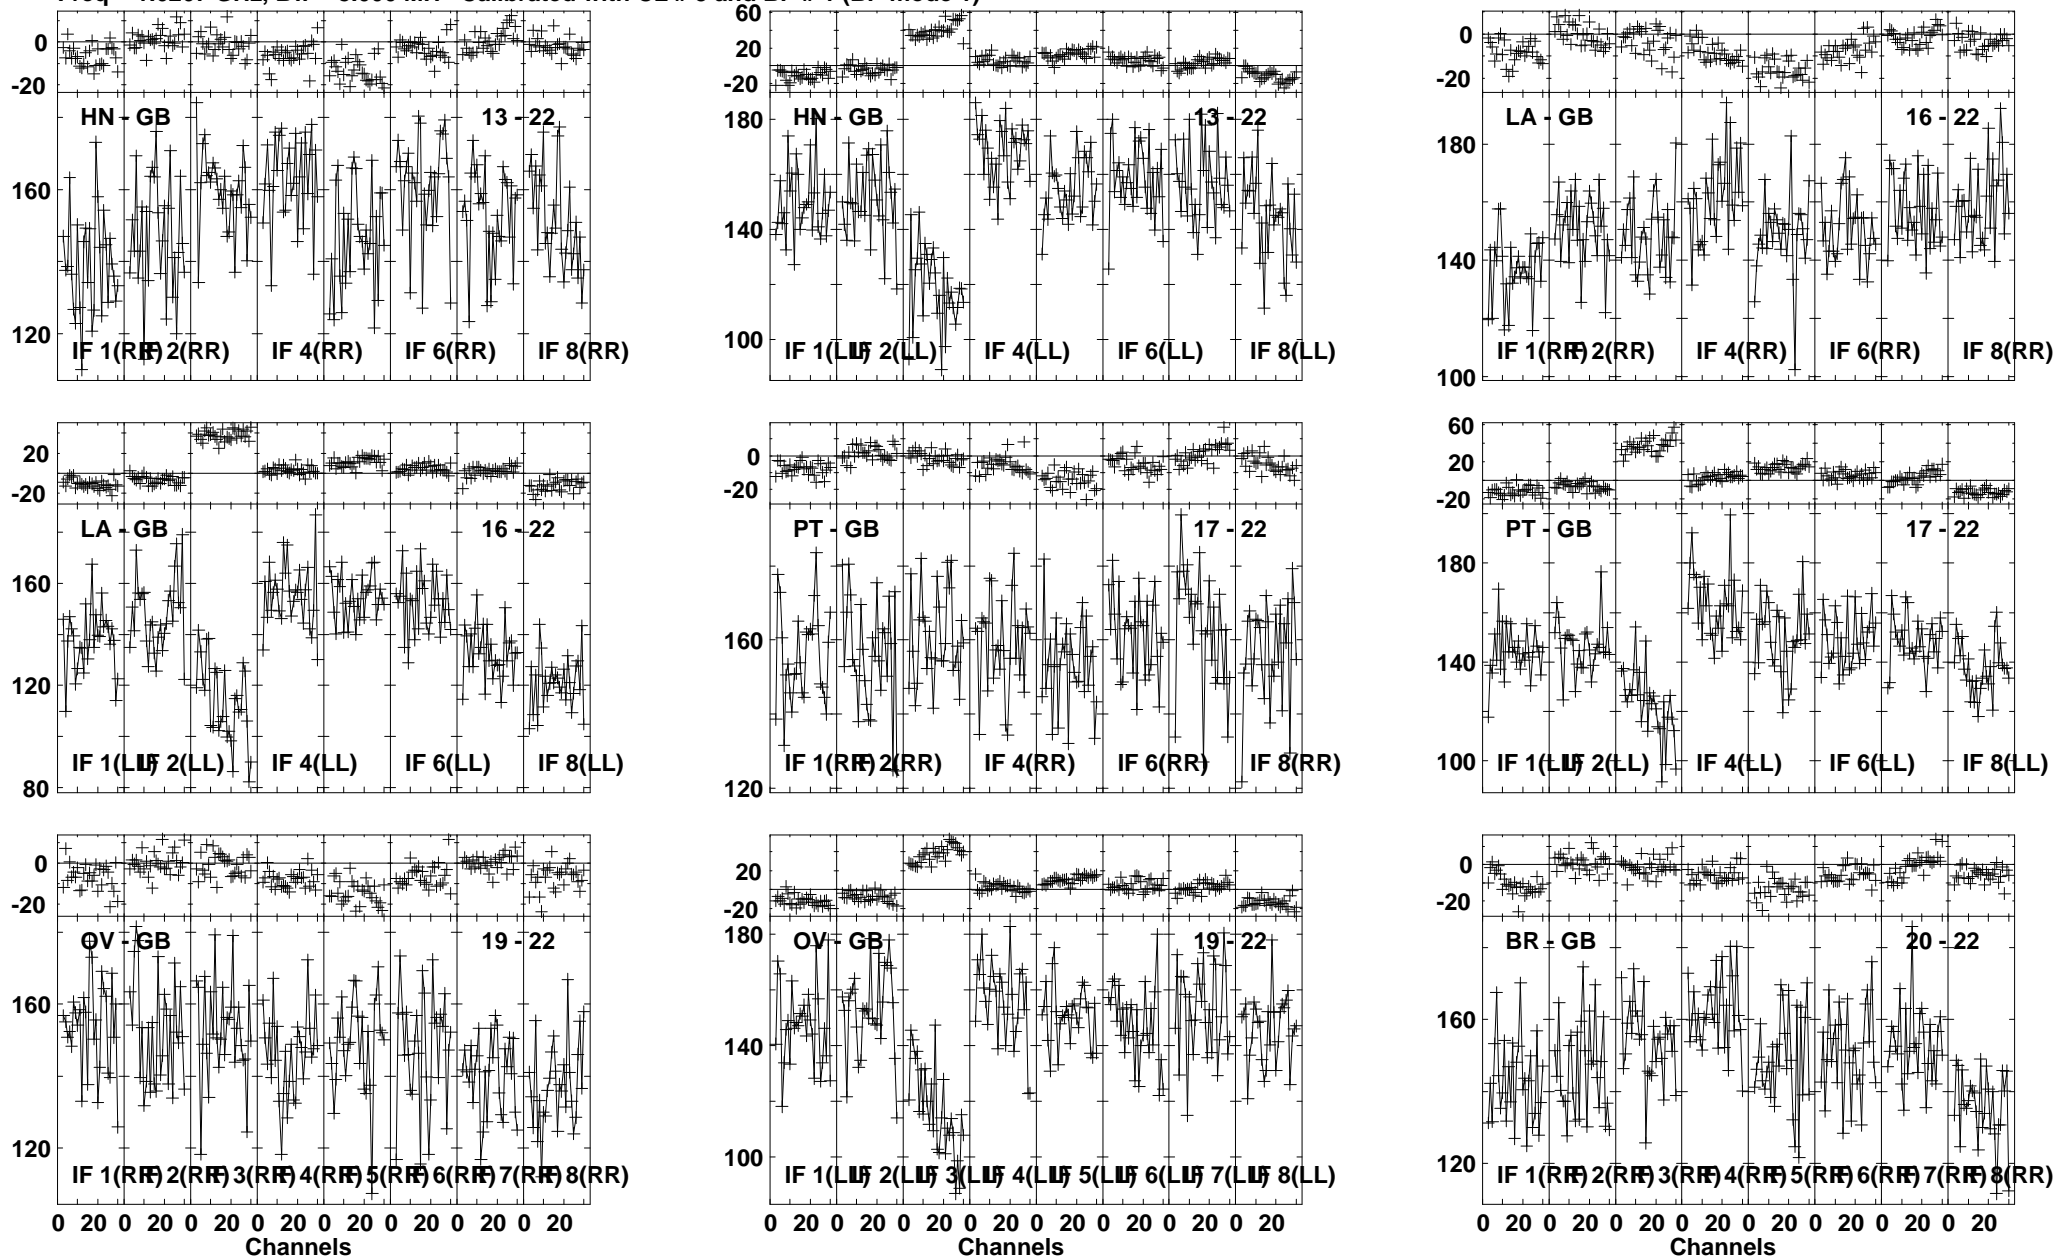 60
0 20 0
-20 -20 -20
HN - GB 13 - 22 HN - GB 13 - 22 LA - GB 16 - 22
180
180
160
140
140
120
100
100
IF 1(RR) IF 2(RR) IF 4(RR) IF 6(RR) IF 8(RR) IF 1(LL) IF 2(LL) IF 4(LL) IF 6(LL) IF 8(LL) IF 1(RR) IF 2(RR) IF 4(RR) IF 6(RR) IF 8(RR)
60
20 0 20
-20 -20 -20
LA - GB 16 - 22 PT - GB 17 - 22 PT - GB 17 - 22
180
160 160
140
120
100
80 120
IF 1(LL) IF 2(LL) IF 4(LL) IF 6(LL) IF 8(LL) IF 1(RR) IF 2(RR) IF 4(RR) IF 6(RR) IF 8(RR) IF 1(LL) IF 2(LL) IF 4(LL) IF 6(LL) IF 8(LL)
0 20 0
-20 -20 -20
OV - GB 19 - 22 OV - GB 19 - 22 BR - GB 20 - 22
180
160 160
140
120 120
100
IF 1(RR) IF 2(RR) IF 3(RR) IF 4(RR) IF 5(RR) IF 6(RR) IF 7(RR) IF 8(RR) IF 1(LL) IF 2(LL) IF 3(LL) IF 4(LL) IF 5(LL) IF 6(LL) IF 7(LL) IF 8(LL) IF 1(RR) IF 2(RR) IF 3(RR) IF 4(RR) IF 5(RR) IF 6(RR) IF 7(RR) IF 8(RR)
0 20 0 20 0 20 0 20 0 20 0 20 0 20 0 20 0 20 0 20 0 20 0 20 0 20 0 20 0 20 0 20 0 20 0 20 0 20 0 20 0 20 0 20 0 20 0 20
Channels Channels Channels